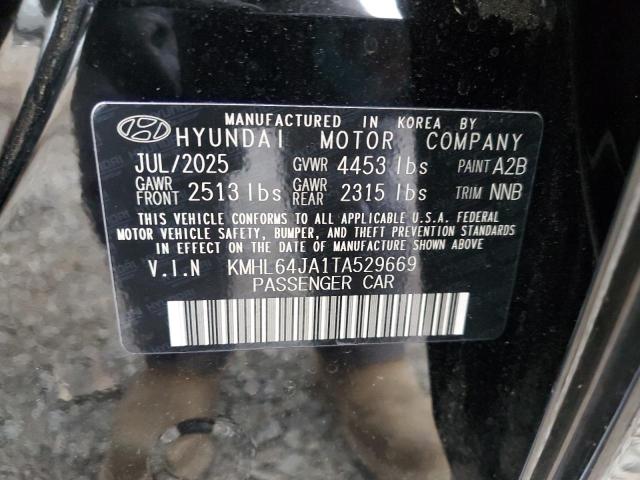 MANUFACTURED IN KOREA BY
HYUNDAI MOTOR COMPANY
JUL/2025 GVWR 4453 lbs PAINT A2B
GAWR FRONT 2513 lbs GAWR REAR 2315 lbs TRIM NNB
THIS VEHICLE CONFORMS TO ALL APPLICABLE U.S.A. FEDERAL
MOTOR VEHICLE SAFETY, BUMPER, AND THEFT PREVENTION STANDARDS
IN EFFECT ON THE DATE OF MANUFACTURE SHOWN ABOVE.
V.I.N KMHL64JA1TA529669
PASSENGER CAR